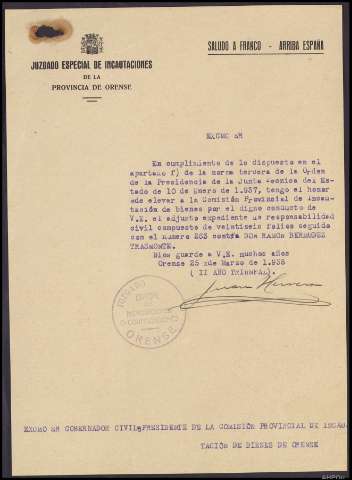 SALUDO A FRANCO - ARRIBA ESPAÑA
JUZGADO ESPECIAL DE INCAUTACIONES
DE LA
PROVINCIA DE ORENSE
EXCMO SR
En cumplimiento de lo dispuesto en el
apartado f) de la norma tercera de la Orden
de la Presidencia de la Junta Tecnica del Es-
tado de 10 de Enero de 1.937, tengo el honor
de elevar a la Comisión Provincial de incau-
tación de bienes por el digno conducto de
V.E. el adjunto expediente de responsabilidad
civil compuesto de veintiseis folios seguido
con el numero 233 contra DON RAMON BERMUDEZ
TRASMONTE.
Dios guarde a V.E. muchos años
Orense 25 de Marzo de 1.938
( II AÑO TRIUNFAL)
JUZGADO
ORENSE
EXCMO SR GOBERNADOR CIVIL, PRESIDENTE DE LA COMISIÓN PROVINCIAL DE INCAU-
TACIÓN DE BIENES DE ORENSE